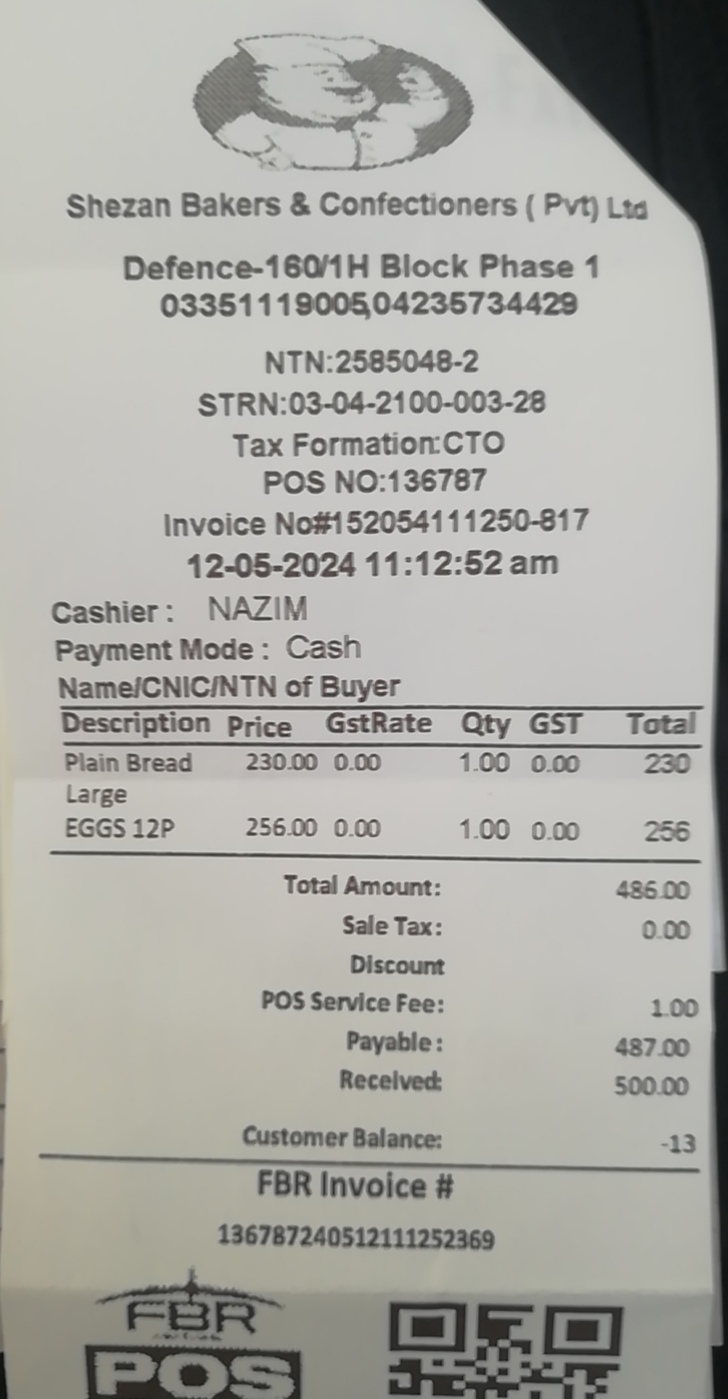 Shezan Bakers & Confectioners ( Pvt) Ltd
Defence-160/1H Block Phase 1
03351119005,04235734429
NTN:2585048-2
STRN:03-04-2100-003-28
Tax Formation:CTO
POS NO:136787
Invoice No#152054111250-817
12-05-2024 11:12:52 am
Cashier : NAZIM
Payment Mode : Cash
Name/CNIC/NTN of Buyer
Description Price GstRate Qty GST Total
Plain Bread 230.00 0.00 1.00 0.00 230
Large
EGGS 12P 256.00 0.00 1.00 0.00 256
Total Amount: 486.00
Sale Tax: 0.00
Discount
POS Service Fee: 1.00
Payable : 487.00
Received: 500.00
Customer Balance: -13
FBR Invoice #
136787240512111252369
FBR
POS